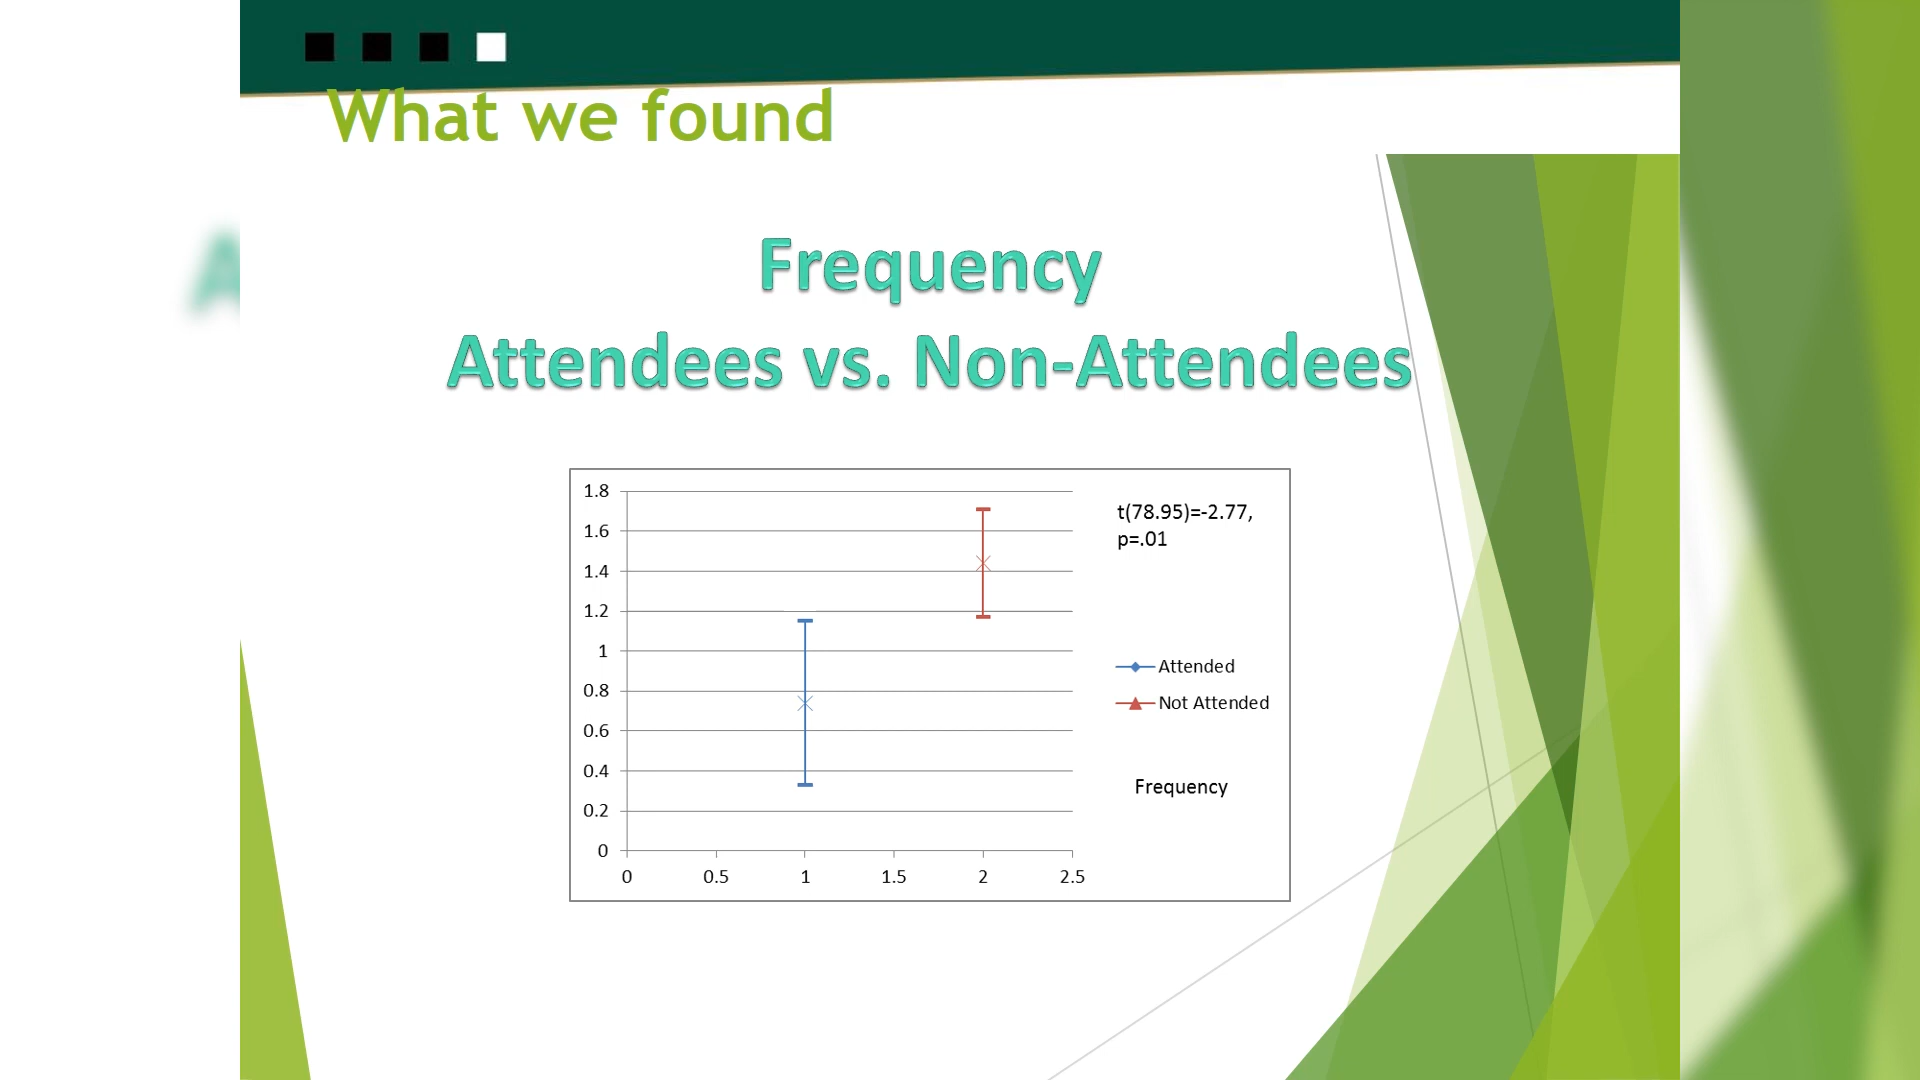 What we found
Frequency
Attendees vs. Non-Attendees
1.8
1.6
1.4
1.2
1
0.8
0.6
0.4
0.2
0
0
0.5
1
1.5
2
2.5
t(78.95)=-2.77,
p=.01
Attended
Not Attended
Frequency